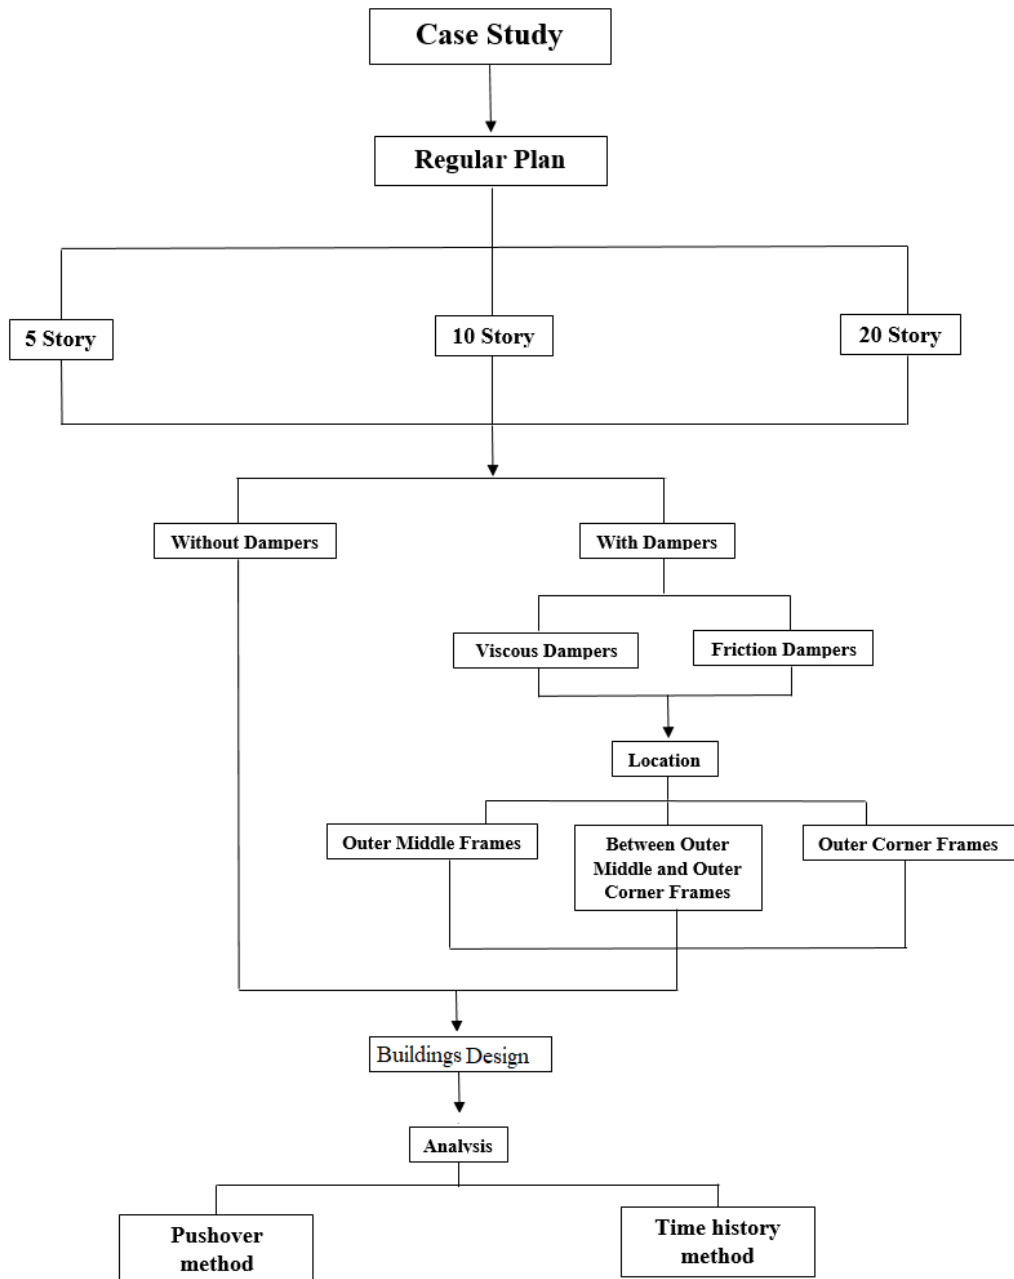 Case Study
Regular Plan
5 Story
10 Story
20 Story
Without Dampers
With Dampers
Viscous Dampers
Friction Dampers
Location
Outer Middle Frames
Between Outer
Middle and Outer
Corner Frames
Outer Corner Frames
Buildings Design
Analysis
Pushover
method
Time history
method